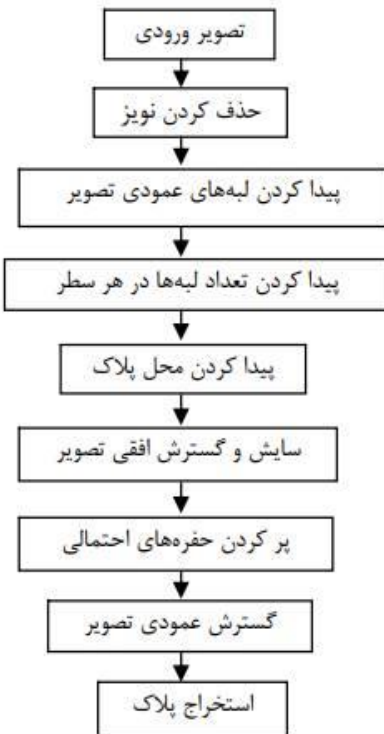 تصویر ورودی
حذف کردن نویز
پیدا کردن لبه‌های عمودی تصویر
پیدا کردن تعداد لبه‌ها در هر سطر
پیدا کردن محل پلاک
سایش و گسترش افقی تصویر
پر کردن حفره‌های احتمالی
گسترش عمودی تصویر
استخراج پلاک